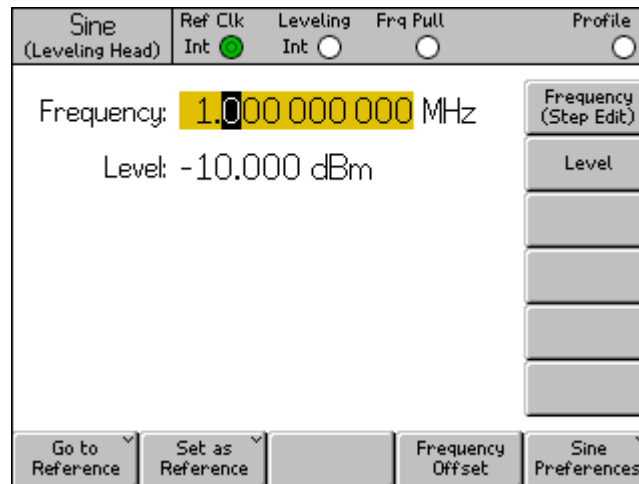 Sine
(Leveling Head)
Ref Clk
Int
Leveling
Int
Frq Pull
Profile
Frequency: 1.000 000 000 MHz
Level: -10.000 dBm
Frequency
(Step Edit)
Level
Go to
Reference
Set as
Reference
Frequency
Offset
Sine
Preferences